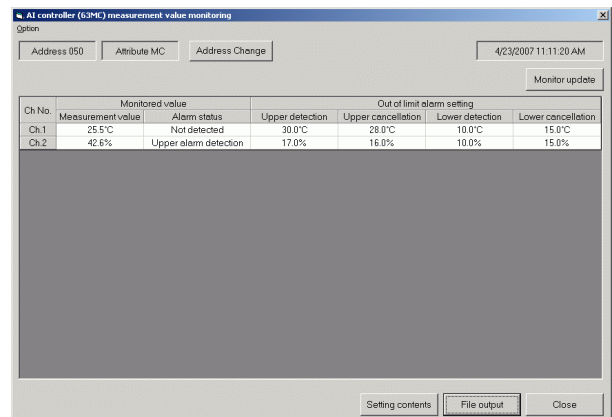 AI controller (63MC) measurement value monitoring
Option
Address 050 Attribute MC Address Change 4/23/2007 11:11:20 AM
Monitor update
Ch No. Monitored value Out of limit alarm setting
Measurement value Alarm status Upper detection Upper cancellation Lower detection Lower cancellation
Ch.1 25.5°C Not detected 30.0°C 28.0°C 10.0°C 15.0°C
Ch.2 42.6% Upper alarm detection 17.0% 16.0% 10.0% 15.0%
Setting contents File output Close